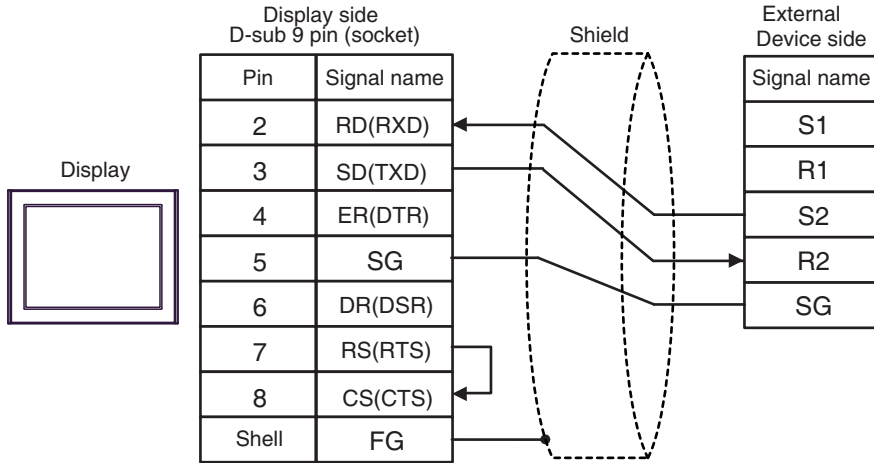 Display side
D-sub 9 pin (socket)
Shield
External
Device side
Pin Signal name
Signal name
2 RD(RXD)
S1
3 SD(TXD)
R1
Display
4 ER(DTR)
S2
5 SG
R2
6 DR(DSR)
SG
7 RS(RTS)
8 CS(CTS)
Shell FG